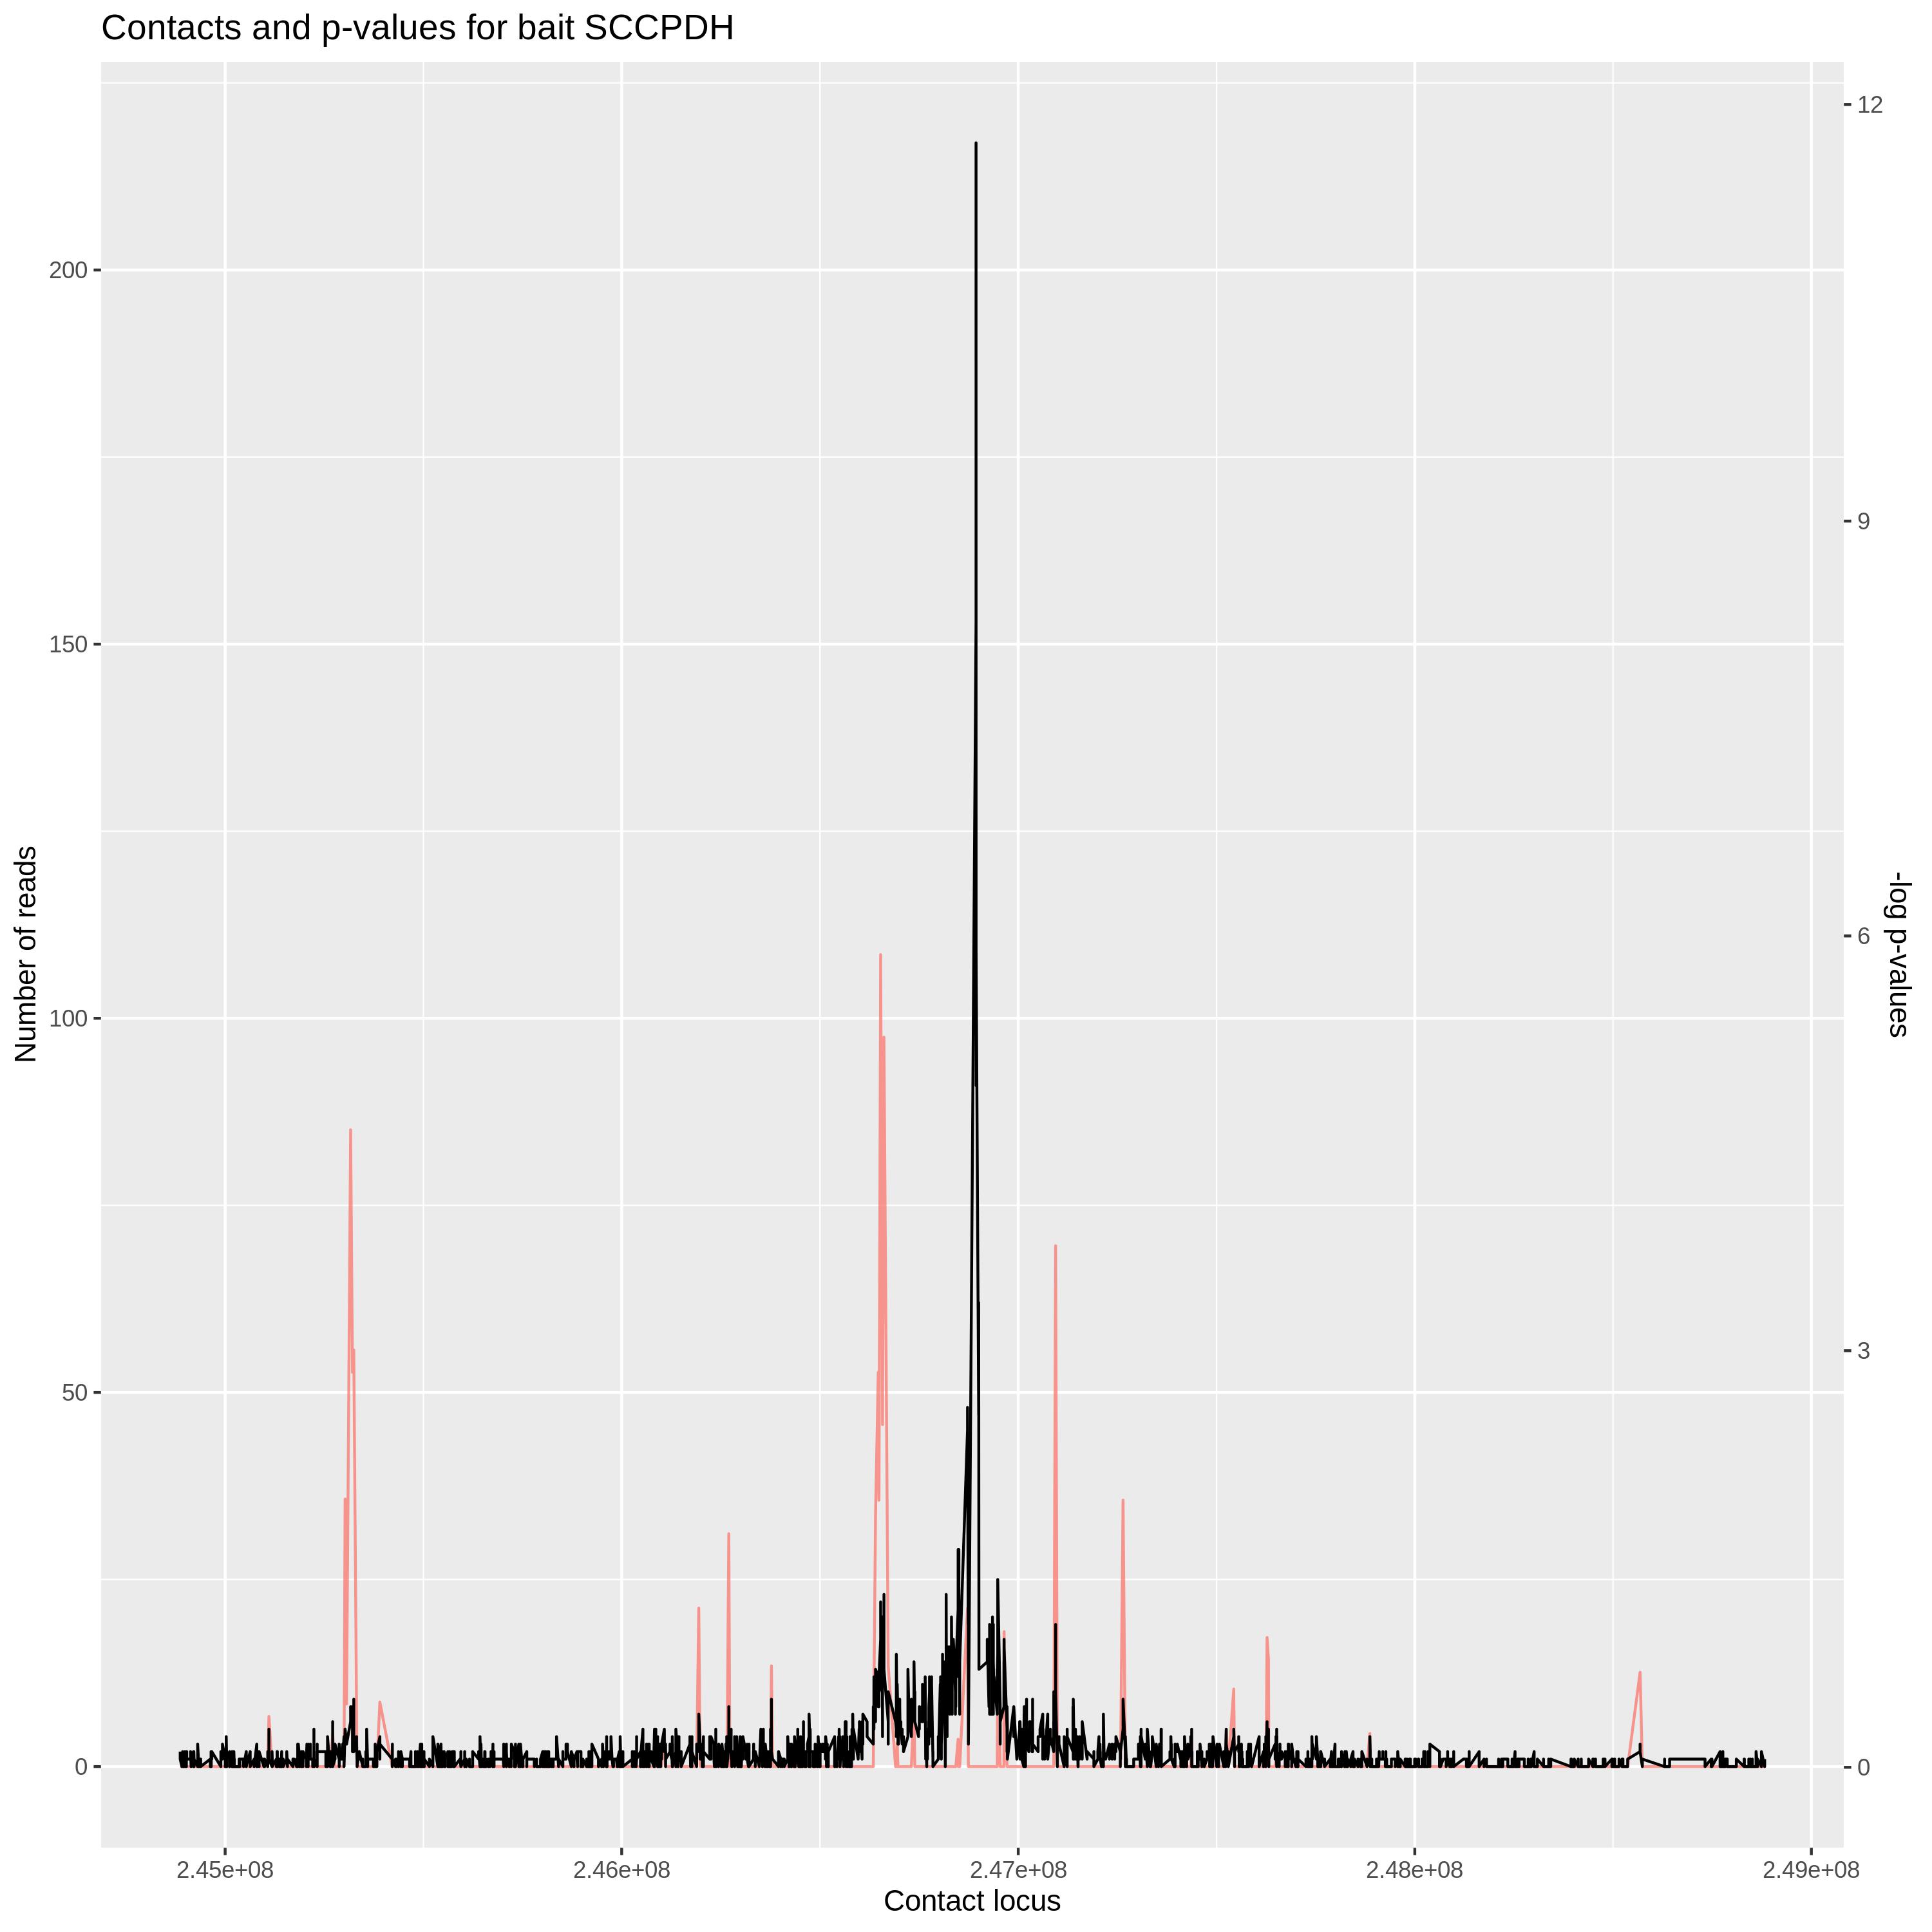 Contacts and p-values for bait SCCPDH
Number of reads
200
150
100
50
0
12
9
6
3
0
-log p-values
2.45e+08 2.46e+08 2.47e+08 2.48e+08 2.49e+08
Contact locus